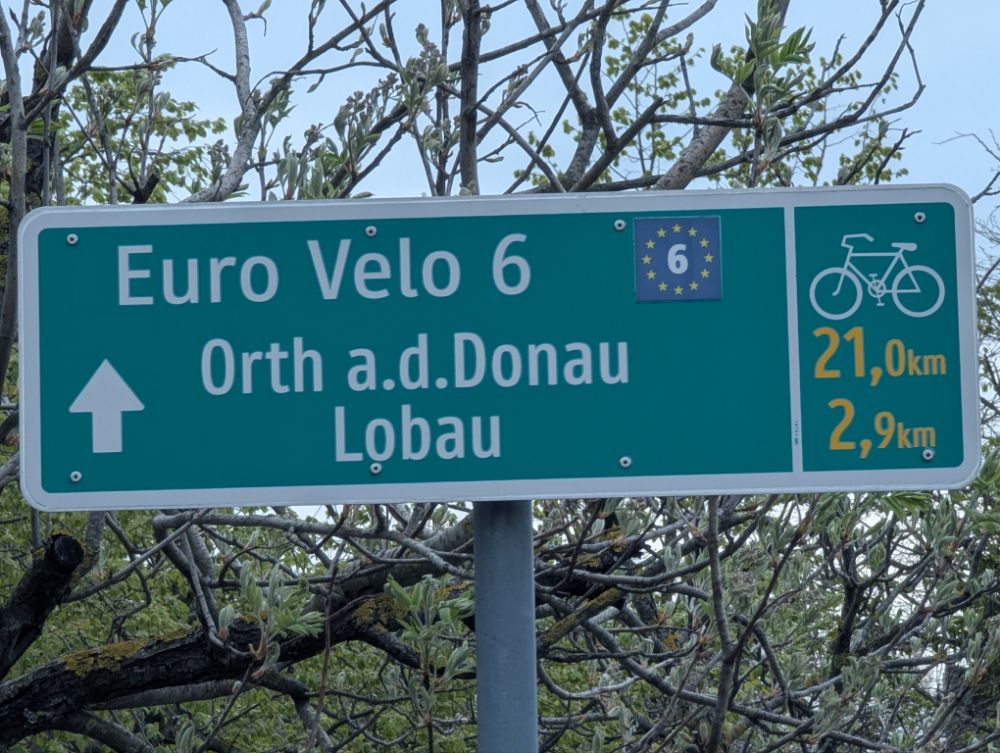 Euro Velo 6 6
Orth a.d.Donau 21,0km
Lobau 2,9km